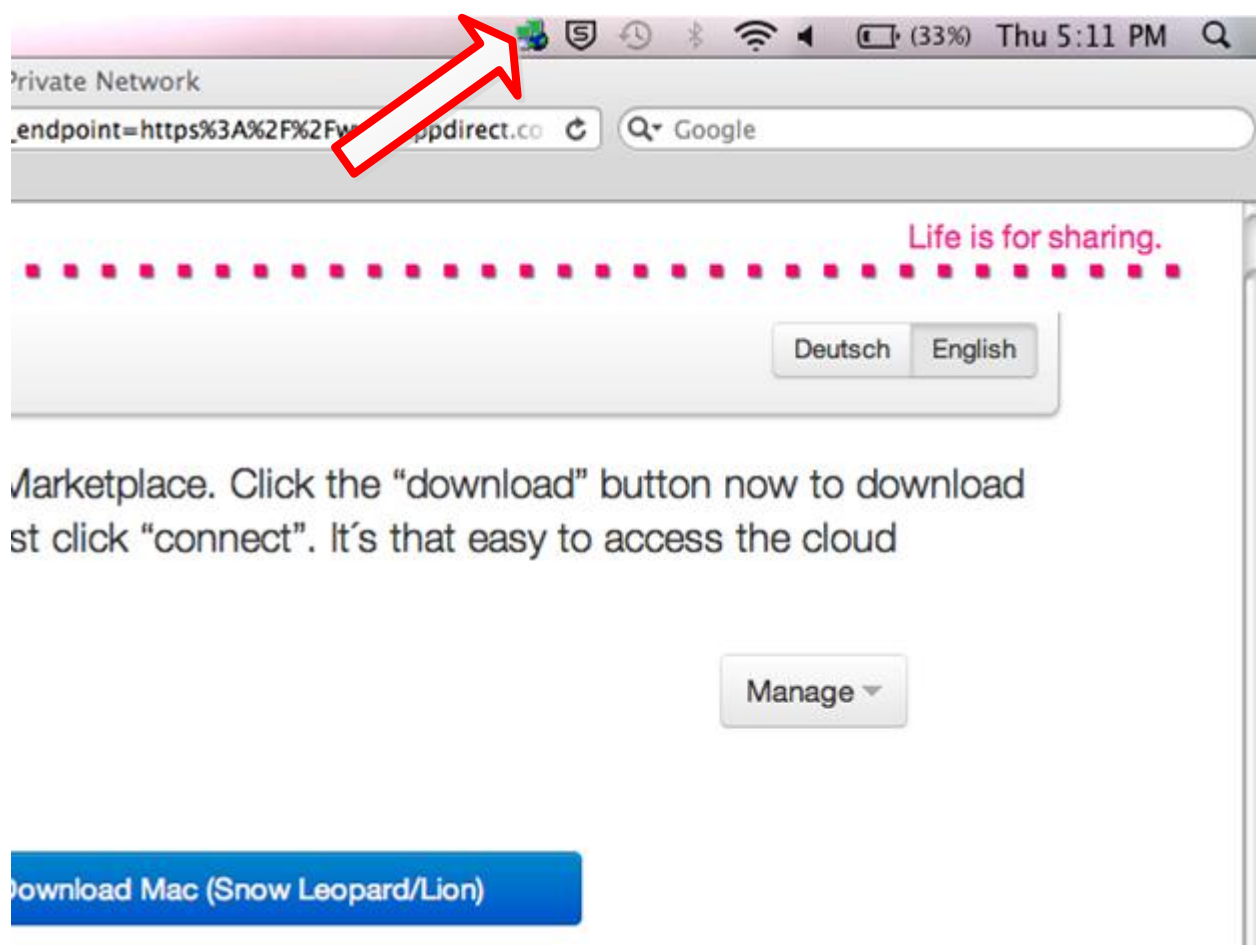 (33%) Thu 5:11 PM
Private Network
_endpoint=https%3A%2F%2Fw ppdirect.co
Google
Life is for sharing.
Deutsch English
Marketplace. Click the “download” button now to download
st click “connect”. It´s that easy to access the cloud
Manage
Download Mac (Snow Leopard/Lion)